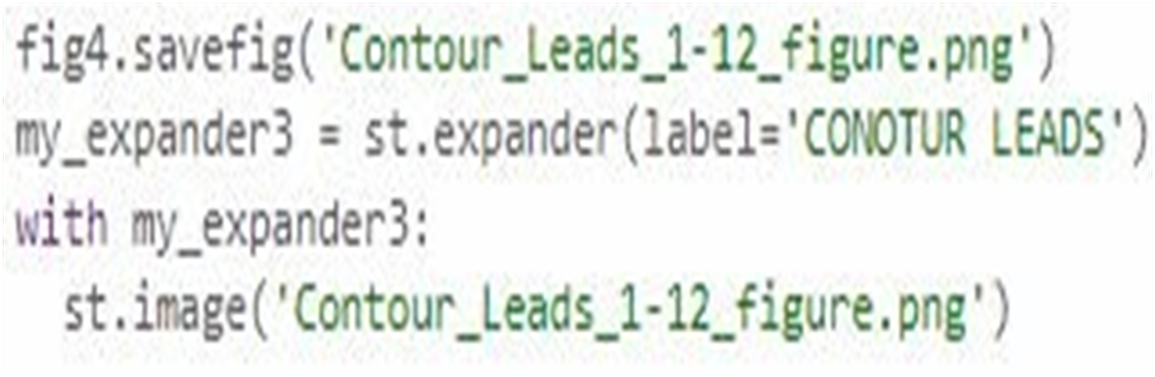 fig4.savefig('Contour_Leads_1-12_figure.png')
my_expander3 = st.expander(label='CONOTUR LEADS')
with my_expander3:
  st.image('Contour_Leads_1-12_figure.png')